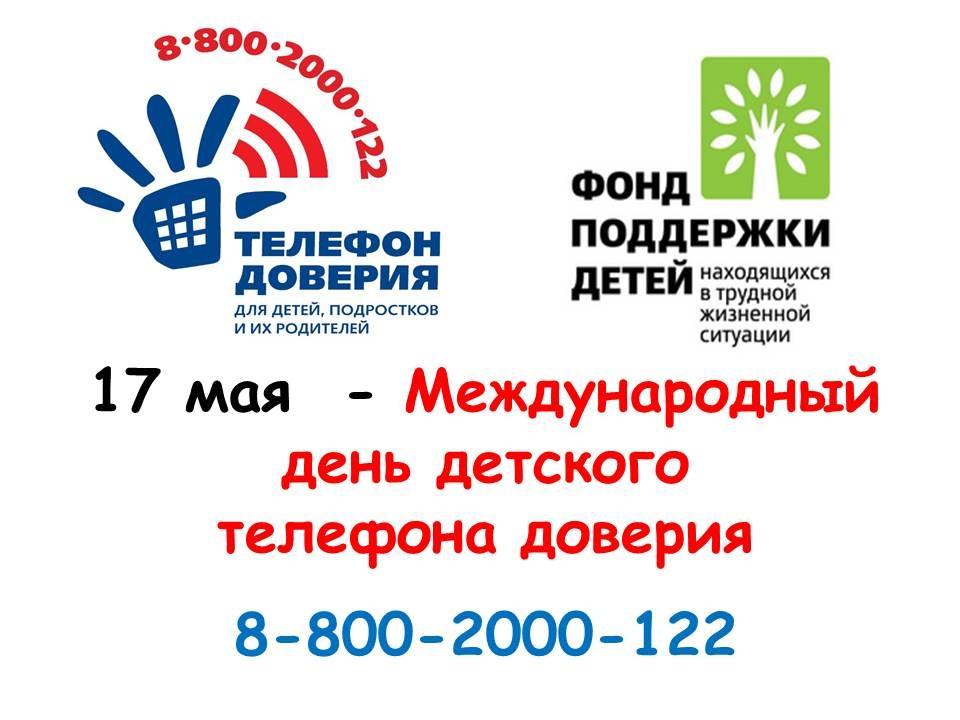 8·800·2000·122
ТЕЛЕФОН
ДОВЕРИЯ
ДЛЯ ДЕТЕЙ, ПОДРОСТКОВ
И ИХ РОДИТЕЛЕЙ
ФОНД
ПОДДЕРЖКИ
ДЕТЕЙ находящихся
в трудной
жизненной
ситуации
17 мая - Международный
день детского
телефона доверия
8-800-2000-122